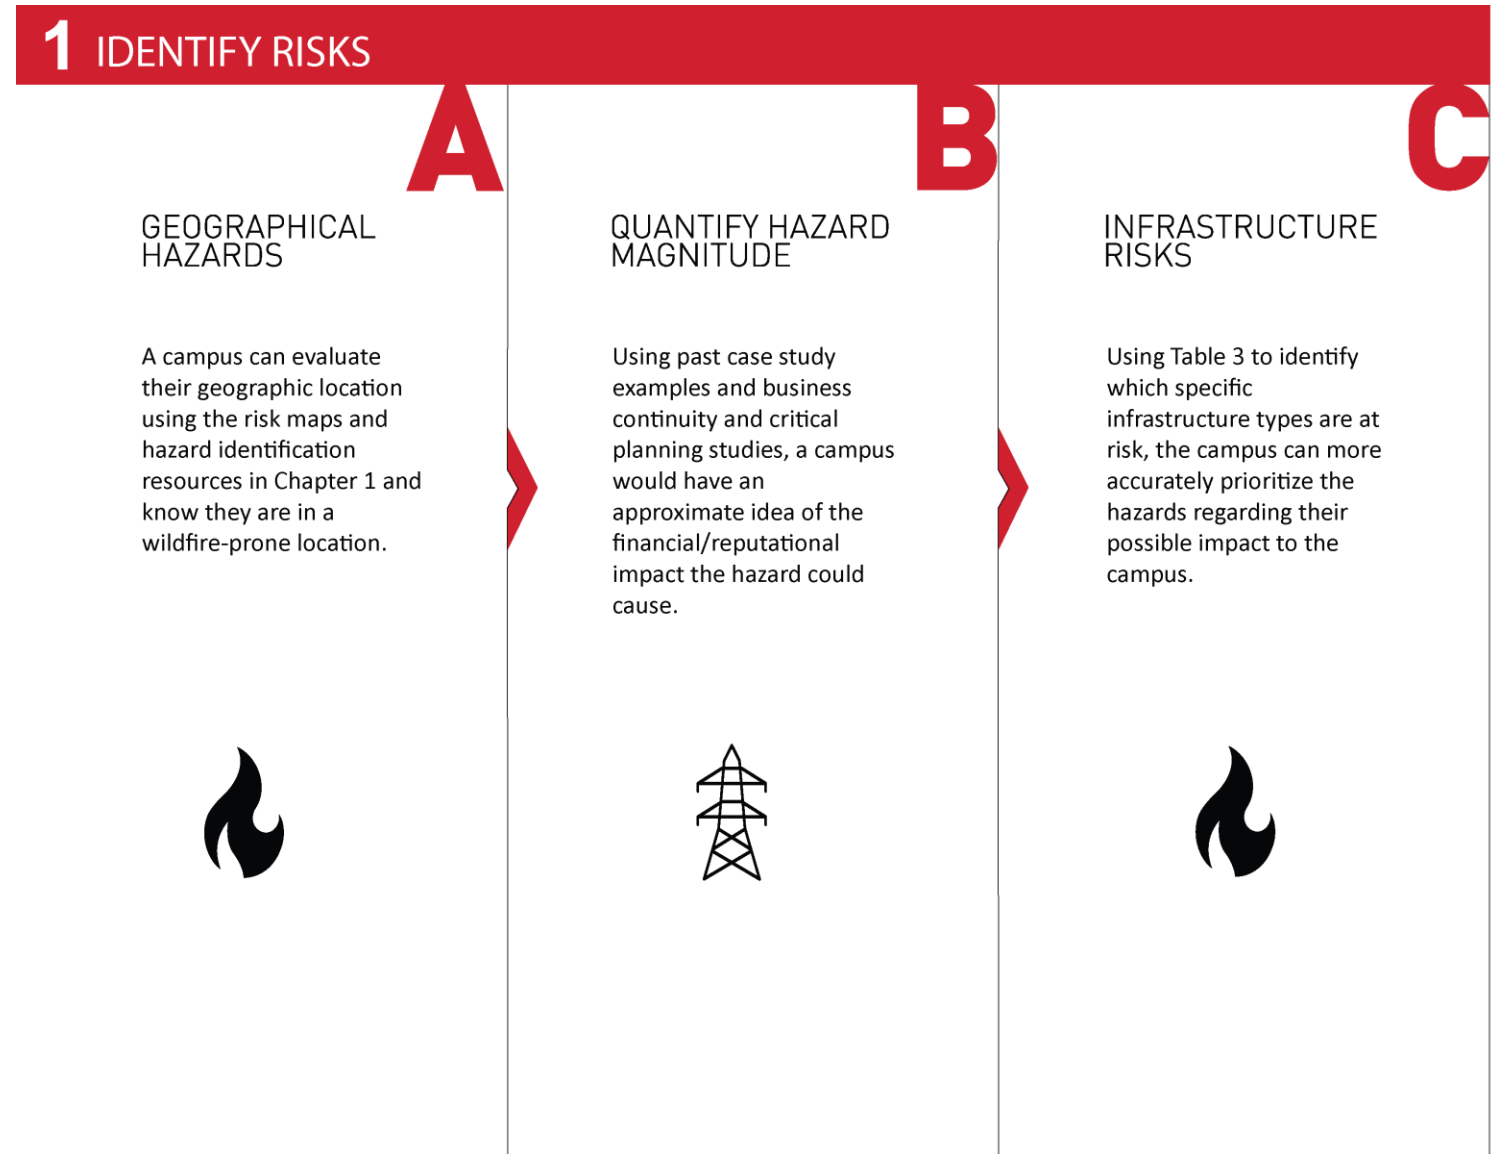 1 IDENTIFY RISKS
A
GEOGRAPHICAL
HAZARDS
A campus can evaluate
their geographic location
using the risk maps and
hazard identification
resources in Chapter 1 and
know they are in a
wildfire-prone location.
B
QUANTIFY HAZARD
MAGNITUDE
Using past case study
examples and business
continuity and critical
planning studies, a campus
would have an
approximate idea of the
financial/reputational
impact the hazard could
cause.
C
INFRASTRUCTURE
RISKS
Using Table 3 to identify
which specific
infrastructure types are at
risk, the campus can more
accurately prioritize the
hazards regarding their
possible impact to the
campus.